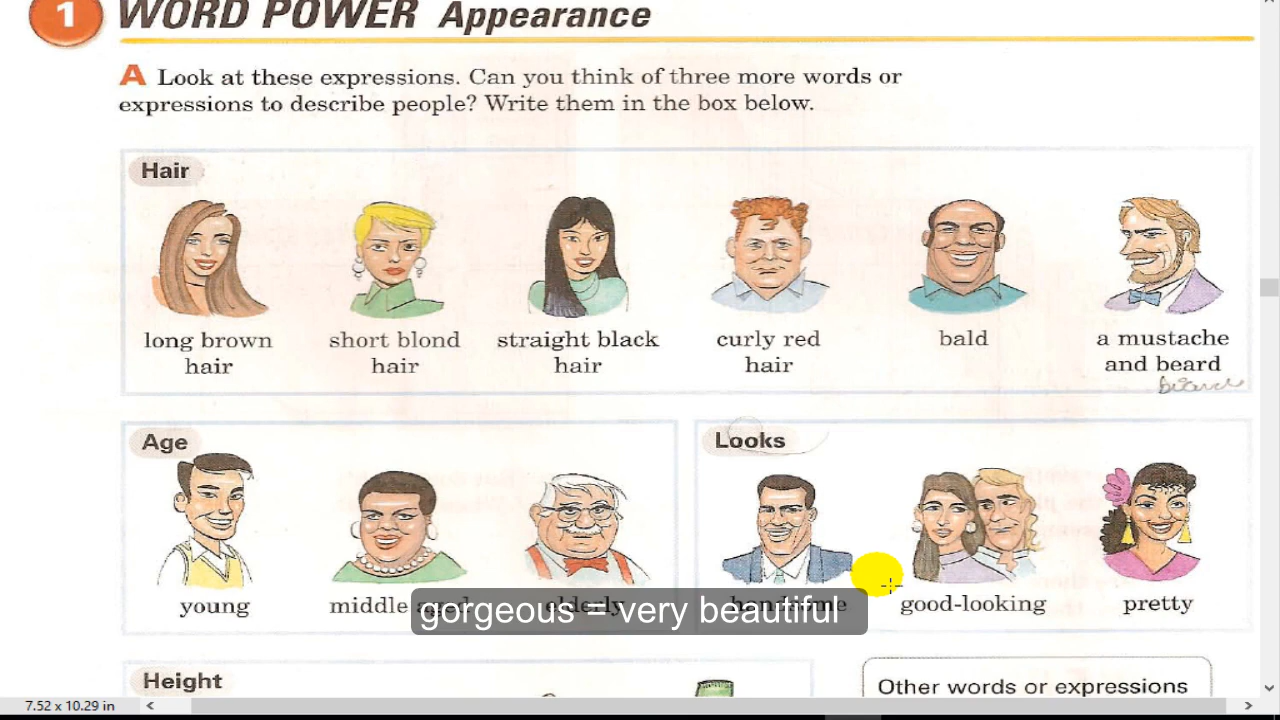 1 WORD POWER Appearance
A Look at these expressions. Can you think of three more words or
expressions to describe people? Write them in the box below.
Hair
long brown hair
short blond hair
straight black hair
curly red hair
bald
a mustache and beard
Age
young
middle aged
elderly
Looks
handsome
good-looking
pretty
gorgeous = very beautiful
Height
Other words or expressions
7.52 x 10.29 in